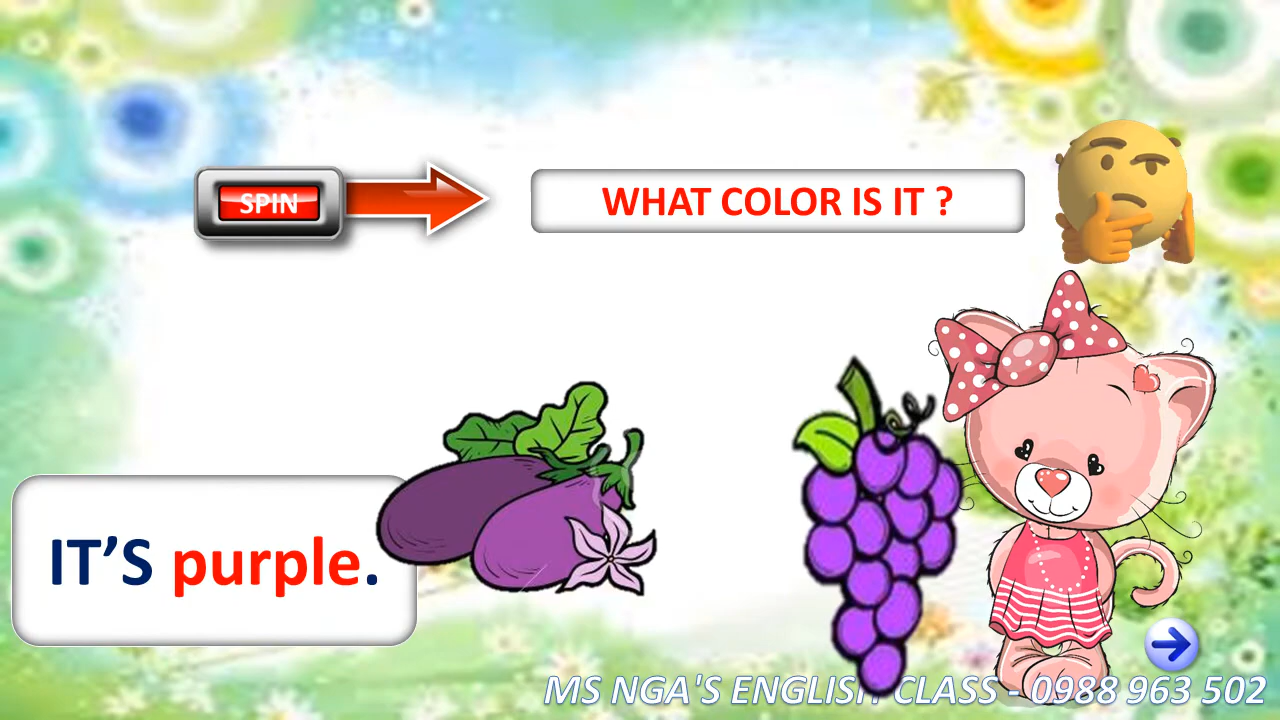 SPIN
WHAT COLOR IS IT ?
IT'S purple.
MS NGA'S ENGLISH CLASS - 0988 963 502